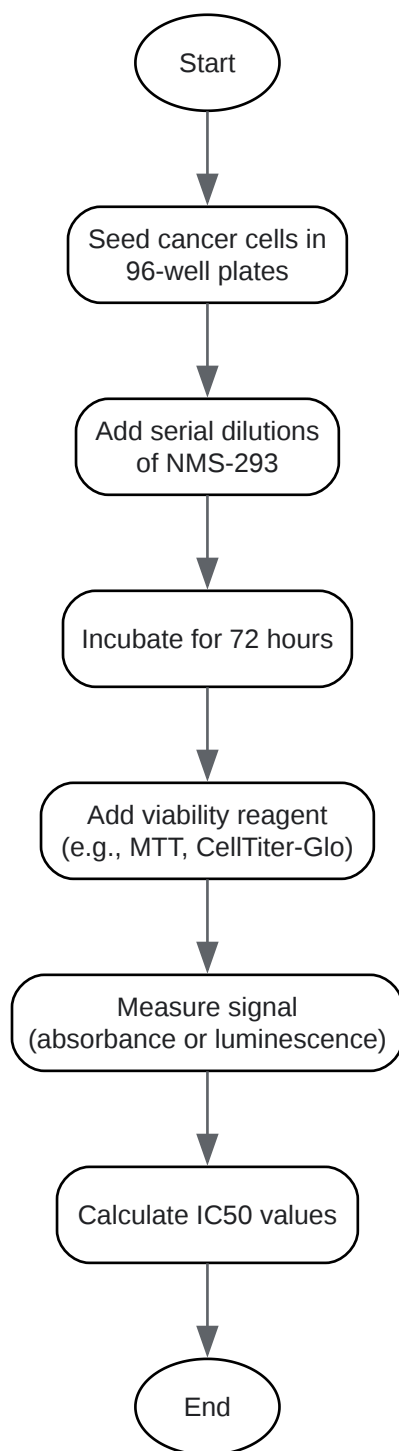 Start
Seed cancer cells in
96-well plates
Add serial dilutions
of NMS-293
Incubate for 72 hours
Add viability reagent
(e.g., MTT, CellTiter-Glo)
Measure signal
(absorbance or luminescence)
Calculate IC50 values
End